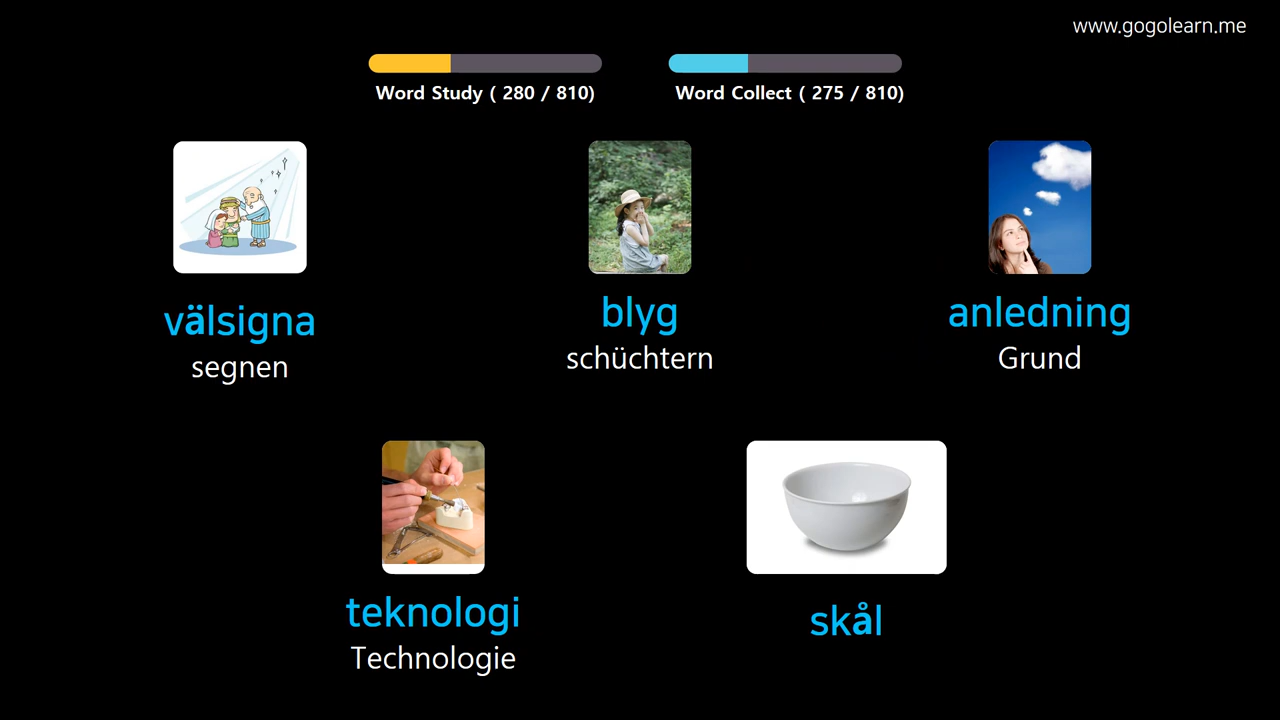 www.gogolearn.me
Word Study ( 280 / 810)
Word Collect ( 275 / 810)
välsigna
segnen
blyg
schüchtern
anledning
Grund
teknologi
Technologie
skål